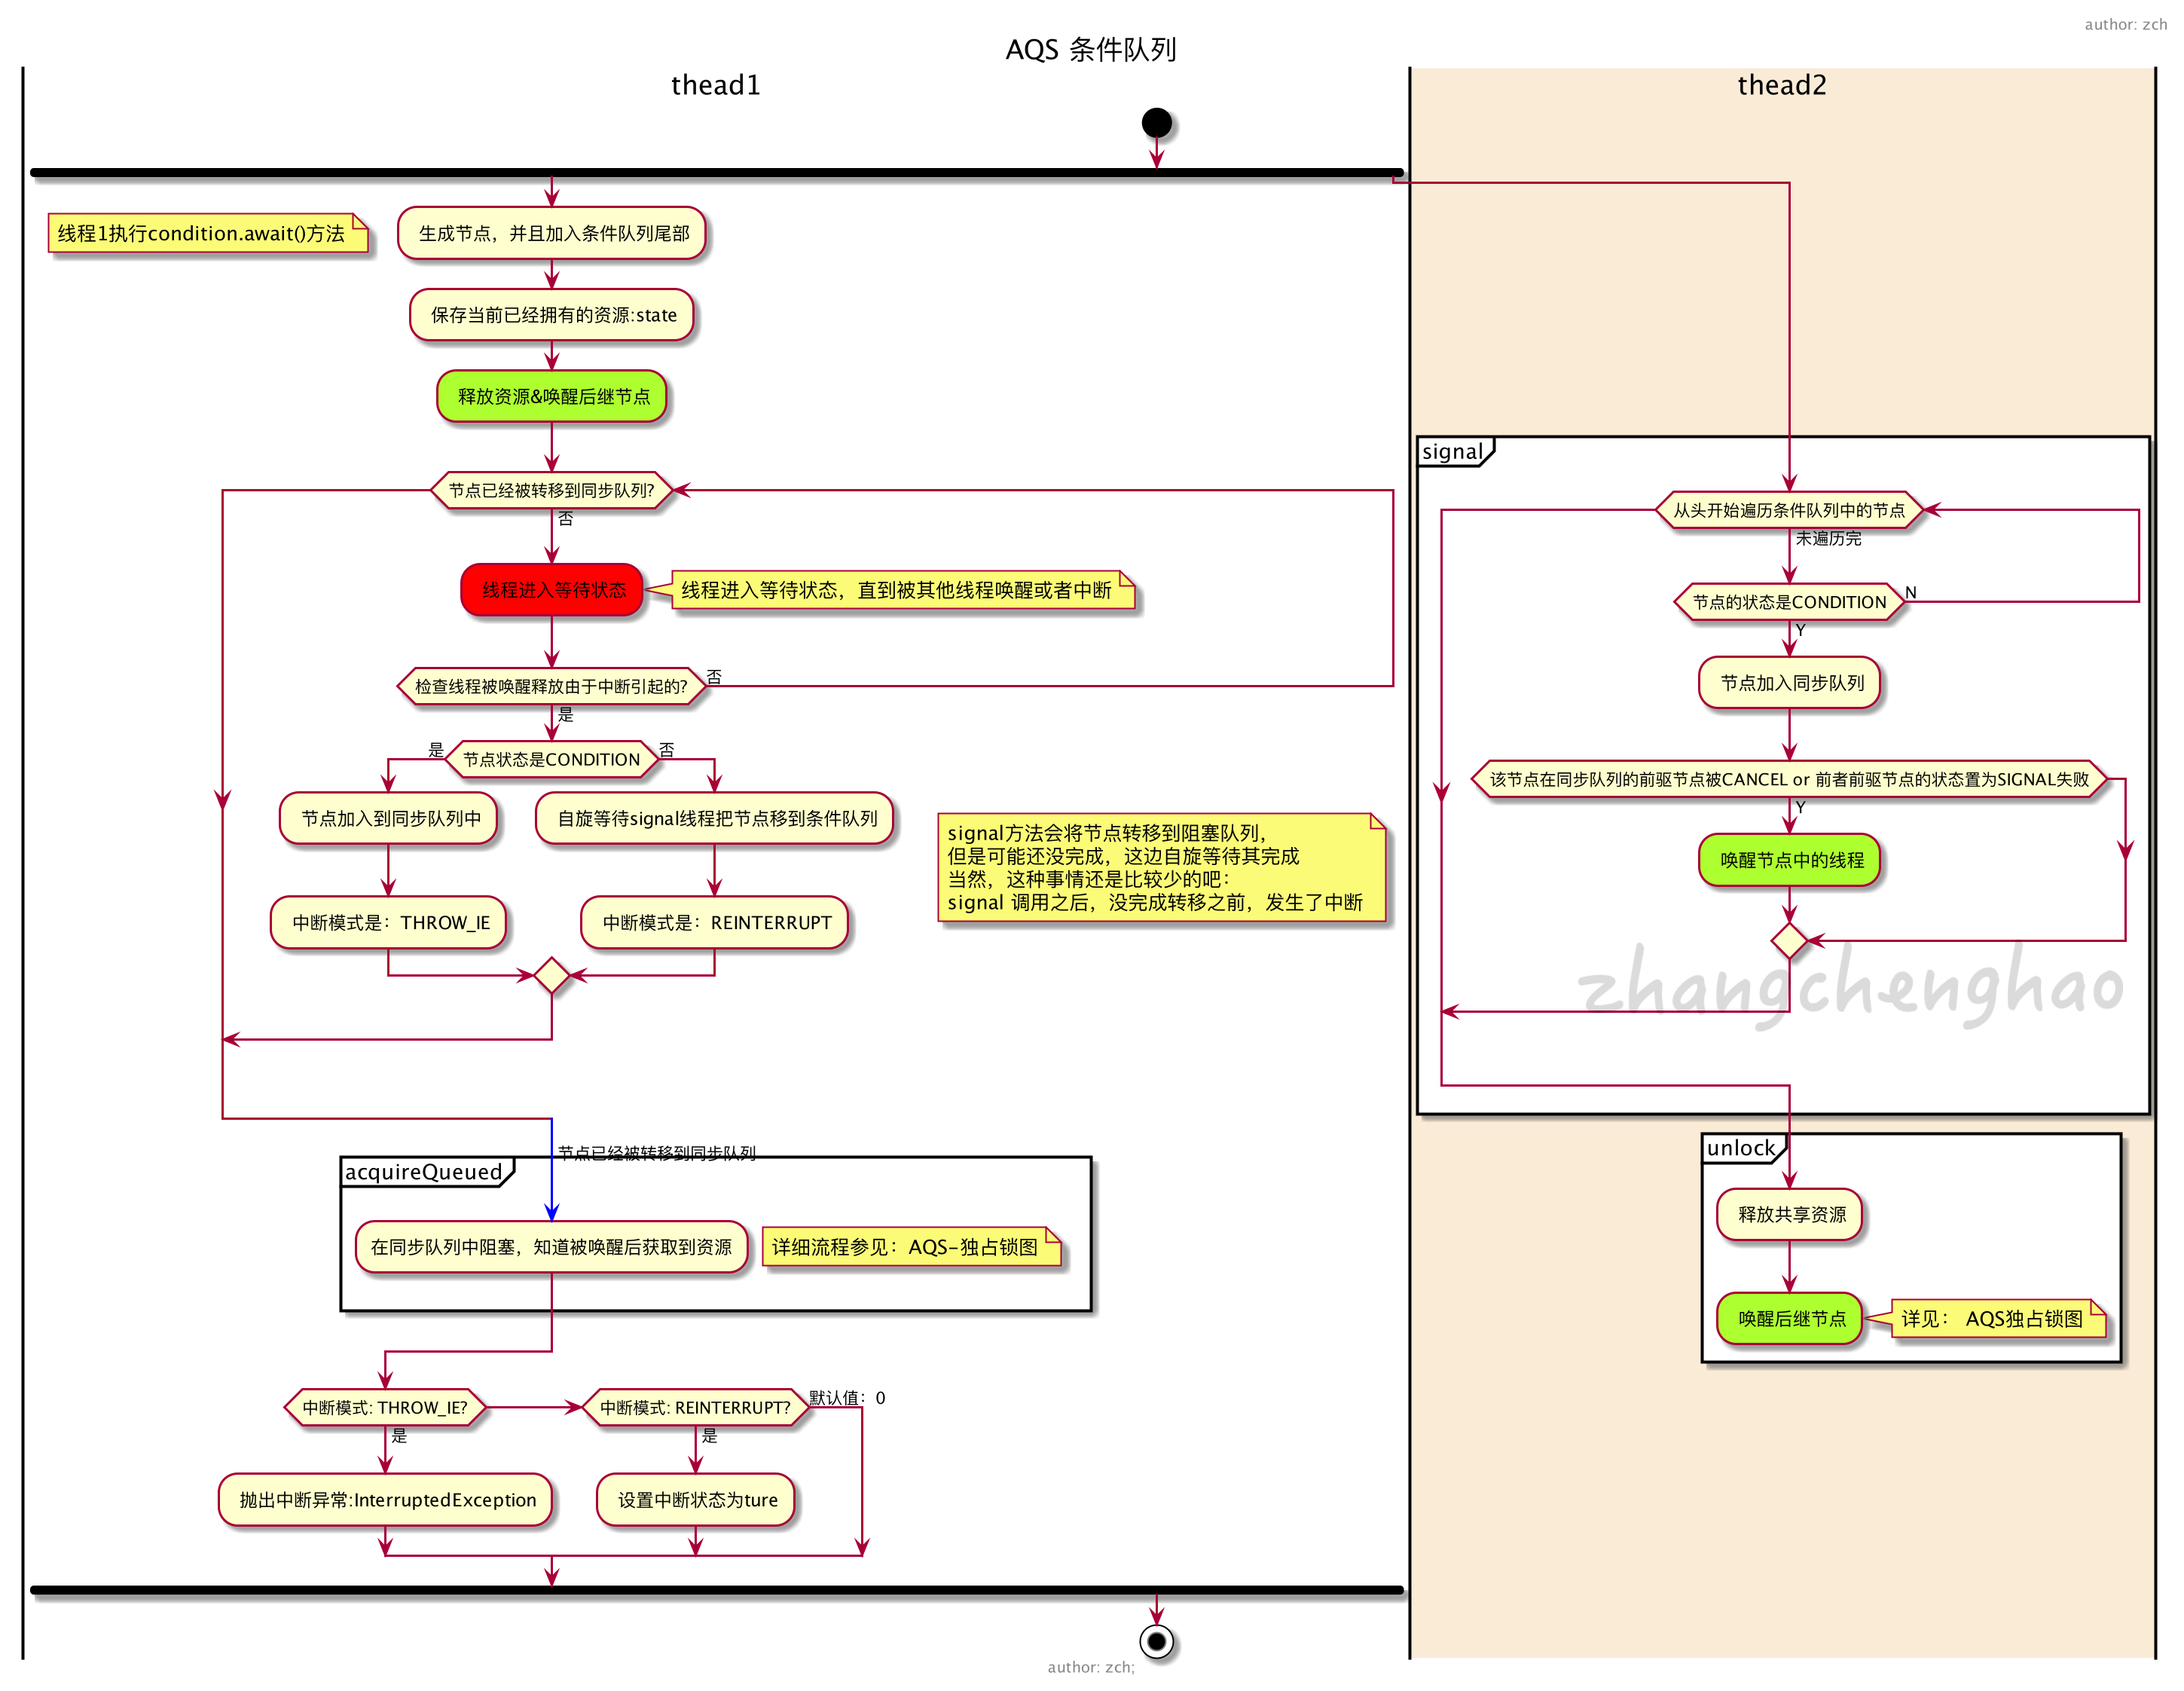 author: zch
AQS 条件队列
thead1
thead2
线程1执行condition.await()方法
生成节点，并且加入条件队列尾部
保存当前已经拥有的资源:state
释放资源&唤醒后继节点
节点已经被转移到同步队列?
否
线程进入等待状态
线程进入等待状态，直到被其他线程唤醒或者中断
检查线程被唤醒释放由于中断引起的?
否
是
节点状态是CONDITION
是
否
节点加入到同步队列中
自旋等待signal线程把节点移到条件队列
signal方法会将节点转移到阻塞队列，
但是可能还没完成，这边自旋等待其完成
当然，这种事情还是比较少的吧：
signal 调用之后，没完成转移之前，发生了中断
中断模式是：THROW_IE
中断模式是：REINTERRUPT
节点已经被转移到同步队列
acquireQueued
在同步队列中阻塞，知道被唤醒后获取到资源
详细流程参见：AQS-独占锁图
中断模式: THROW_IE?
中断模式: REINTERRUPT?
默认值：0
是
是
抛出中断异常:InterruptedException
设置中断状态为ture
signal
从头开始遍历条件队列中的节点
未遍历完
节点的状态是CONDITION
N
Y
节点加入同步队列
该节点在同步队列的前驱节点被CANCEL or 前者前驱节点的状态置为SIGNAL失败
Y
唤醒节点中的线程
zhangchenghao
unlock
释放共享资源
唤醒后继节点
详见： AQS独占锁图
author: zch;